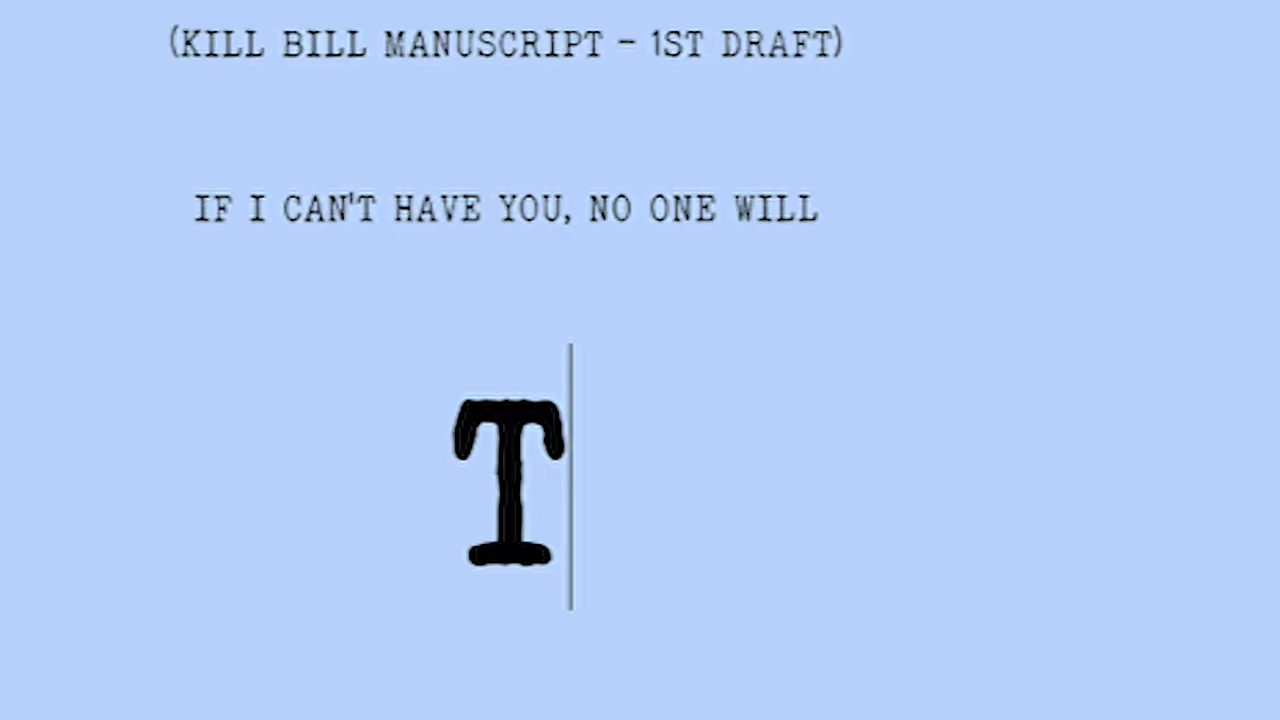 (KILL BILL MANUSCRIPT - 1ST DRAFT)
IF I CAN'T HAVE YOU, NO ONE WILL
T